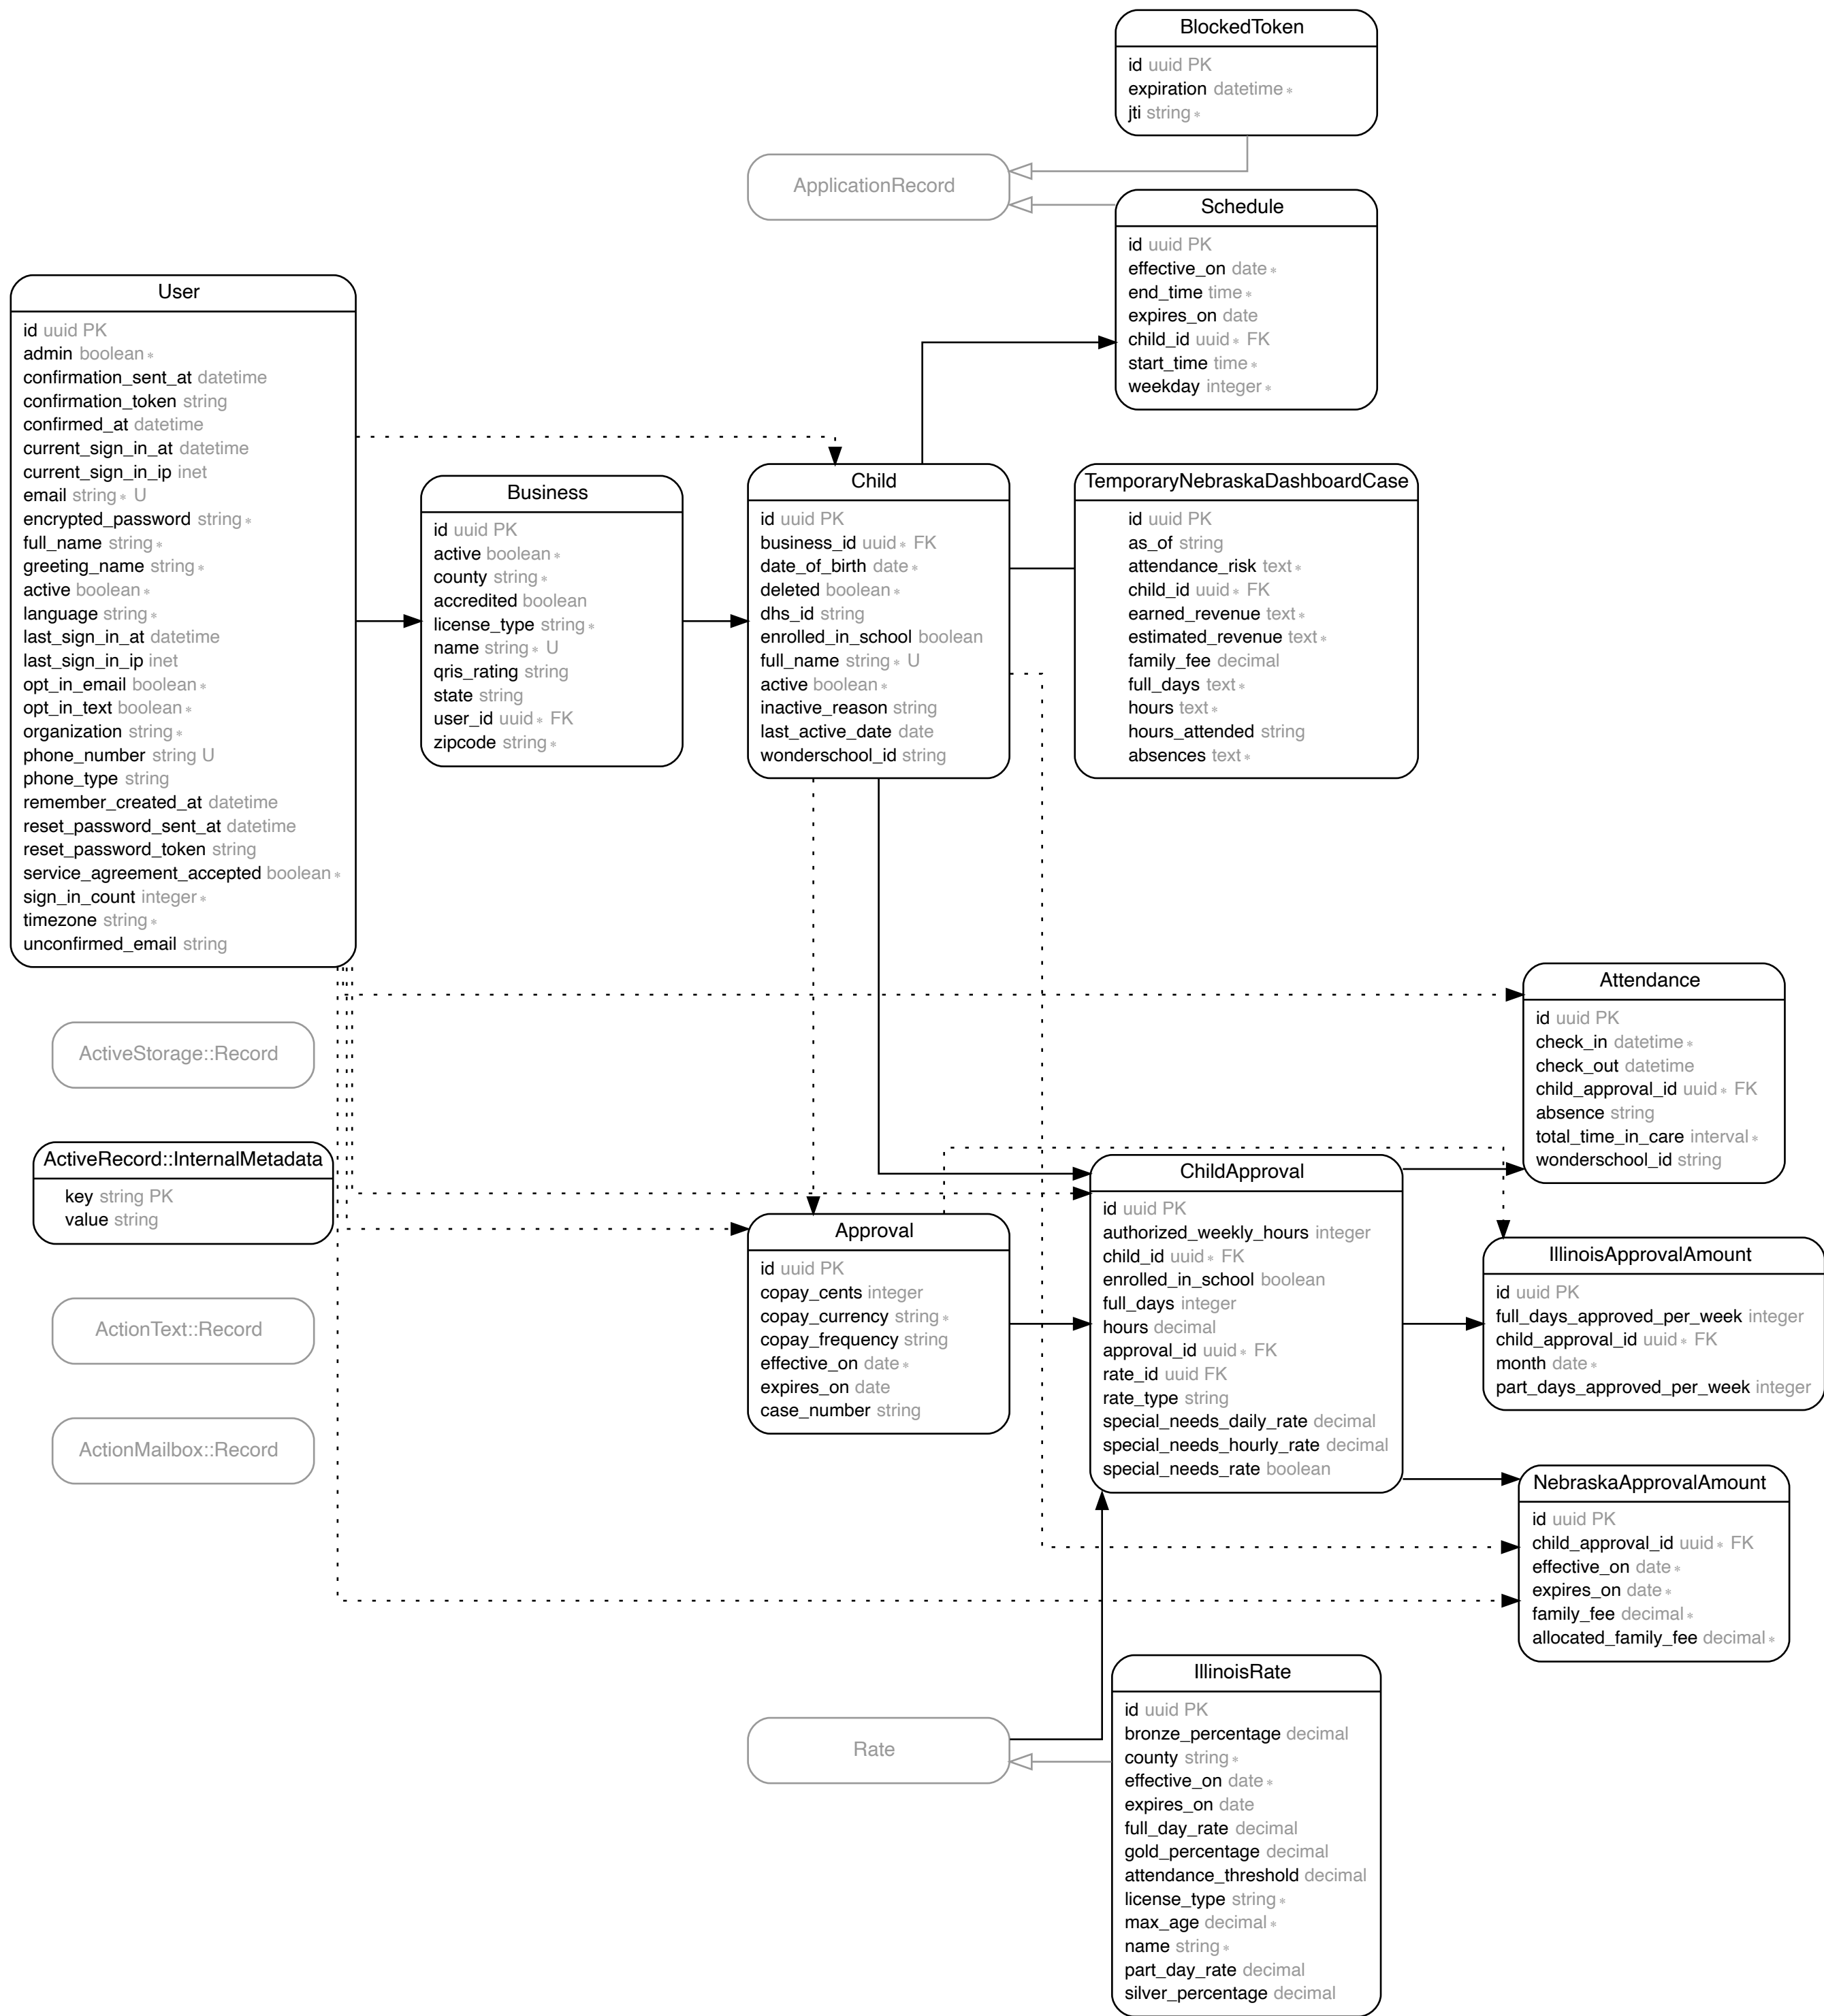 BlockedToken
id uuid PK
expiration datetime ∗
jti string ∗
ApplicationRecord
Schedule
id uuid PK
effective_on date ∗
end_time time ∗
expires_on date
child_id uuid ∗ FK
start_time time ∗
weekday integer ∗
User
id uuid PK
admin boolean ∗
confirmation_sent_at datetime
confirmation_token string
confirmed_at datetime
current_sign_in_at datetime
current_sign_in_ip inet
email string ∗ U
encrypted_password string ∗
full_name string ∗
greeting_name string ∗
active boolean ∗
language string ∗
last_sign_in_at datetime
last_sign_in_ip inet
opt_in_email boolean ∗
opt_in_text boolean ∗
organization string ∗
phone_number string U
phone_type string
remember_created_at datetime
reset_password_sent_at datetime
reset_password_token string
service_agreement_accepted boolean ∗
sign_in_count integer ∗
timezone string ∗
unconfirmed_email string
Business
id uuid PK
active boolean ∗
county string ∗
accredited boolean
license_type string ∗
name string ∗ U
qris_rating string
state string
user_id uuid ∗ FK
zipcode string ∗
Child
id uuid PK
business_id uuid ∗ FK
date_of_birth date ∗
deleted boolean ∗
dhs_id string
enrolled_in_school boolean
full_name string ∗ U
active boolean ∗
inactive_reason string
last_active_date date
wonderschool_id string
TemporaryNebraskaDashboardCase
id uuid PK
as_of string
attendance_risk text ∗
child_id uuid ∗ FK
earned_revenue text ∗
estimated_revenue text ∗
family_fee decimal
full_days text ∗
hours text ∗
hours_attended string
absences text ∗
Attendance
id uuid PK
check_in datetime ∗
check_out datetime
child_approval_id uuid ∗ FK
absence string
total_time_in_care interval ∗
wonderschool_id string
ActiveStorage::Record
ActiveRecord::InternalMetadata
key string PK
value string
ActionText::Record
ActionMailbox::Record
Approval
id uuid PK
copay_cents integer
copay_currency string ∗
copay_frequency string
effective_on date ∗
expires_on date
case_number string
ChildApproval
id uuid PK
authorized_weekly_hours integer
child_id uuid ∗ FK
enrolled_in_school boolean
full_days integer
hours decimal
approval_id uuid ∗ FK
rate_id uuid FK
rate_type string
special_needs_daily_rate decimal
special_needs_hourly_rate decimal
special_needs_rate boolean
IllinoisApprovalAmount
id uuid PK
full_days_approved_per_week integer
child_approval_id uuid ∗ FK
month date ∗
part_days_approved_per_week integer
NebraskaApprovalAmount
id uuid PK
child_approval_id uuid ∗ FK
effective_on date ∗
expires_on date ∗
family_fee decimal ∗
allocated_family_fee decimal ∗
Rate
IllinoisRate
id uuid PK
bronze_percentage decimal
county string ∗
effective_on date ∗
expires_on date
full_day_rate decimal
gold_percentage decimal
attendance_threshold decimal
license_type string ∗
max_age decimal ∗
name string ∗
part_day_rate decimal
silver_percentage decimal